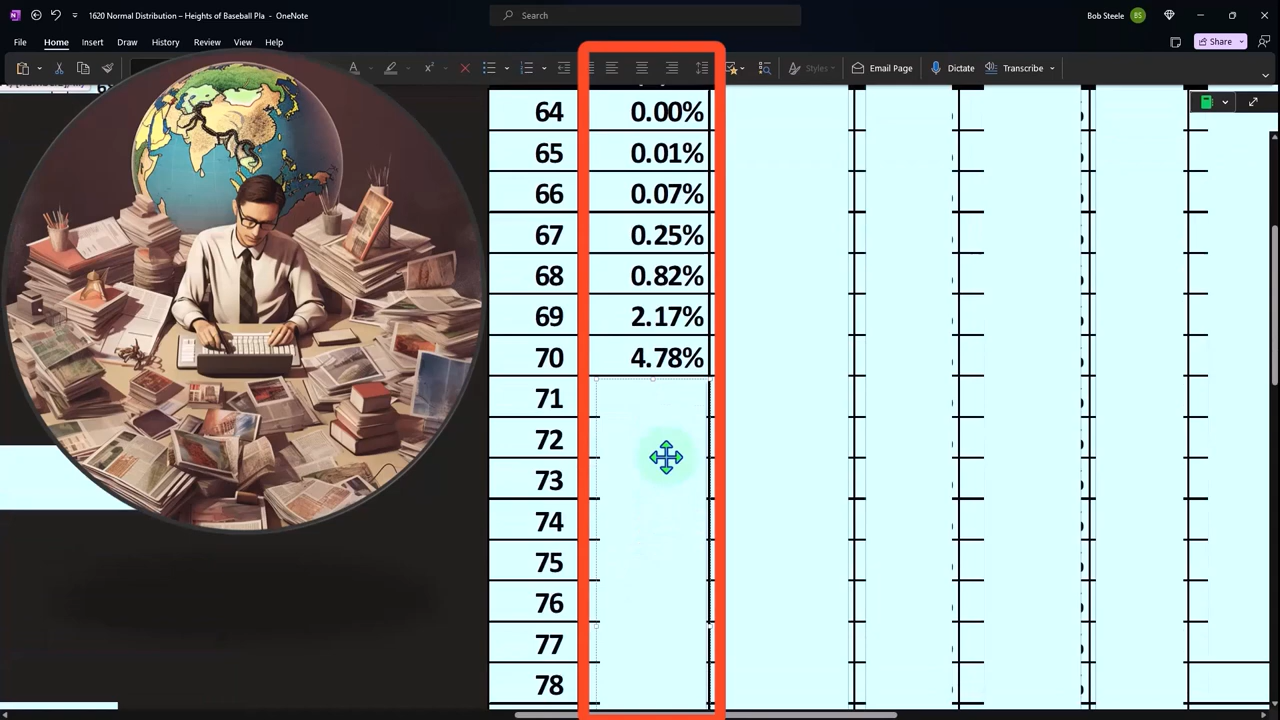 1620 Normal Distribution – Heights of Baseball Pla - OneNote
Search
Bob Steele
BS
File
Home
Insert
Draw
History
Review
View
Help
Share
Styles
Email Page
Dictate
Transcribe
64 0.00%
65 0.01%
66 0.07%
67 0.25%
68 0.82%
69 2.17%
70 4.78%
71
72
73
74
75
76
77
78